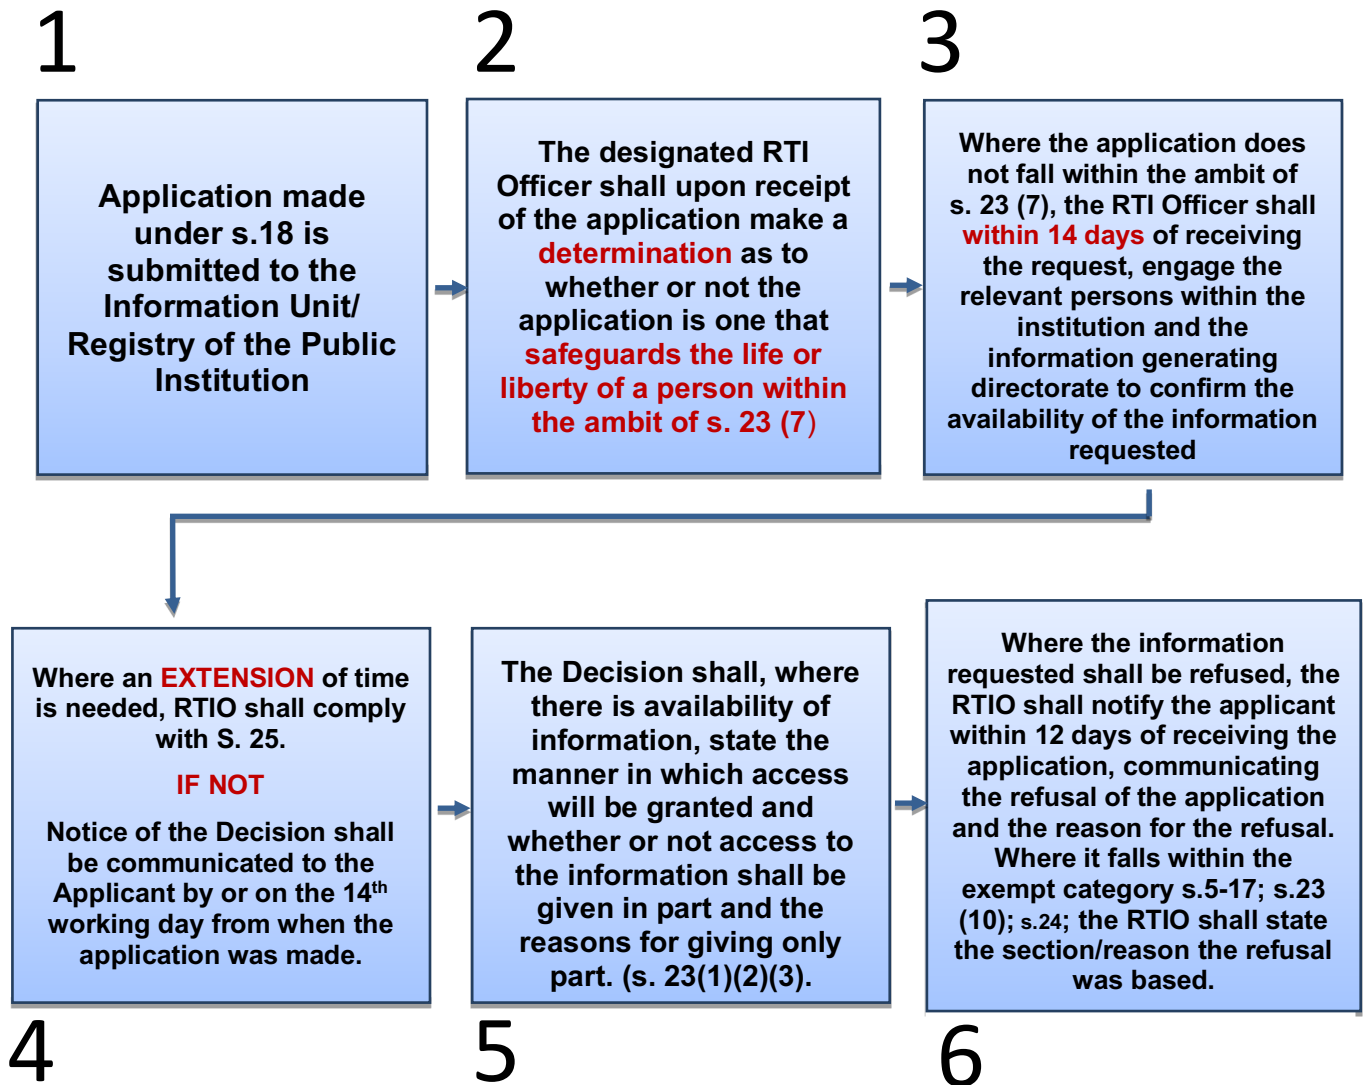 1
Application made
under s.18 is
submitted to the
Information Unit/
Registry of the Public
Institution
2
The designated RTI
Officer shall upon receipt
of the application make a
determination as to
whether or not the
application is one that
safeguards the life or
liberty of a person within
the ambit of s. 23 (7)
3
Where the application does
not fall within the ambit of
s. 23 (7), the RTI Officer shall
within 14 days of receiving
the request, engage the
relevant persons within the
institution and the
information generating
directorate to confirm the
availability of the information
requested
Where an EXTENSION of time
is needed, RTIO shall comply
with S. 25.
IF NOT
Notice of the Decision shall
be communicated to the
Applicant by or on the 14th
working day from when the
application was made.
4
The Decision shall, where
there is availability of
information, state the
manner in which access
will be granted and
whether or not access to
the information shall be
given in part and the
reasons for giving only
part. (s. 23(1)(2)(3).
5
Where the information
requested shall be refused, the
RTIO shall notify the applicant
within 12 days of receiving the
application, communicating
the refusal of the application
and the reason for the refusal.
Where it falls within the
exempt category s.5-17; s.23
(10); s.24; the RTIO shall state
the section/reason the refusal
was based.
6